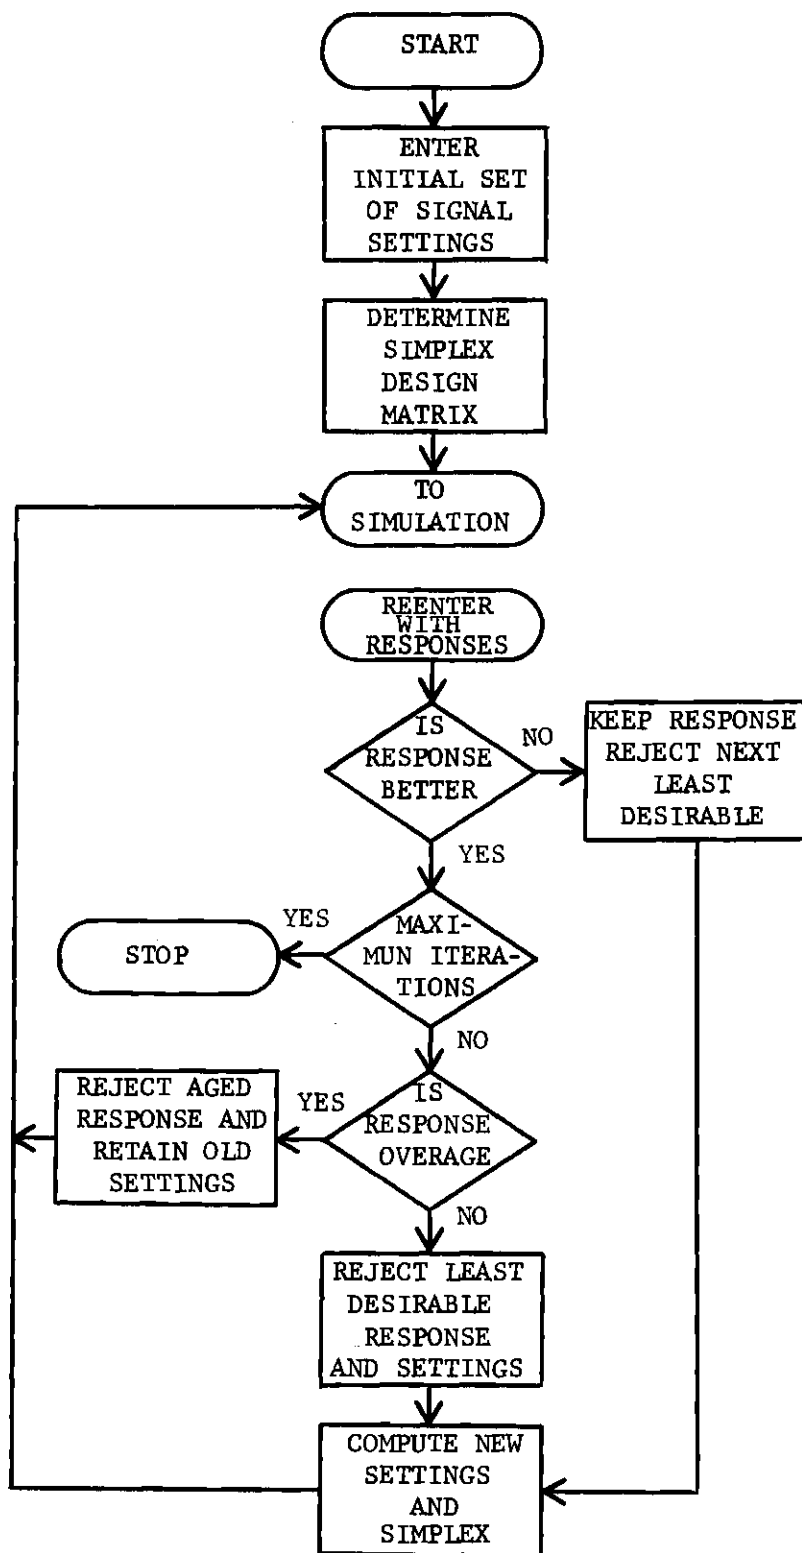 START
ENTER
INITIAL SET
OF SIGNAL
SETTINGS
DETERMINE
SIMPLEX
DESIGN
MATRIX
TO
SIMULATION
REENTER
WITH
RESPONSES
IS
RESPONSE
BETTER
NO
KEEP RESPONSE
REJECT NEXT
LEAST
DESIRABLE
YES
MAXI-
MUN ITERA-
TIONS
YES
STOP
NO
IS
RESPONSE
OVERAGE
YES
REJECT AGED
RESPONSE AND
RETAIN OLD
SETTINGS
NO
REJECT LEAST
DESIRABLE
RESPONSE
AND SETTINGS
COMPUTE NEW
SETTINGS
AND
SIMPLEX